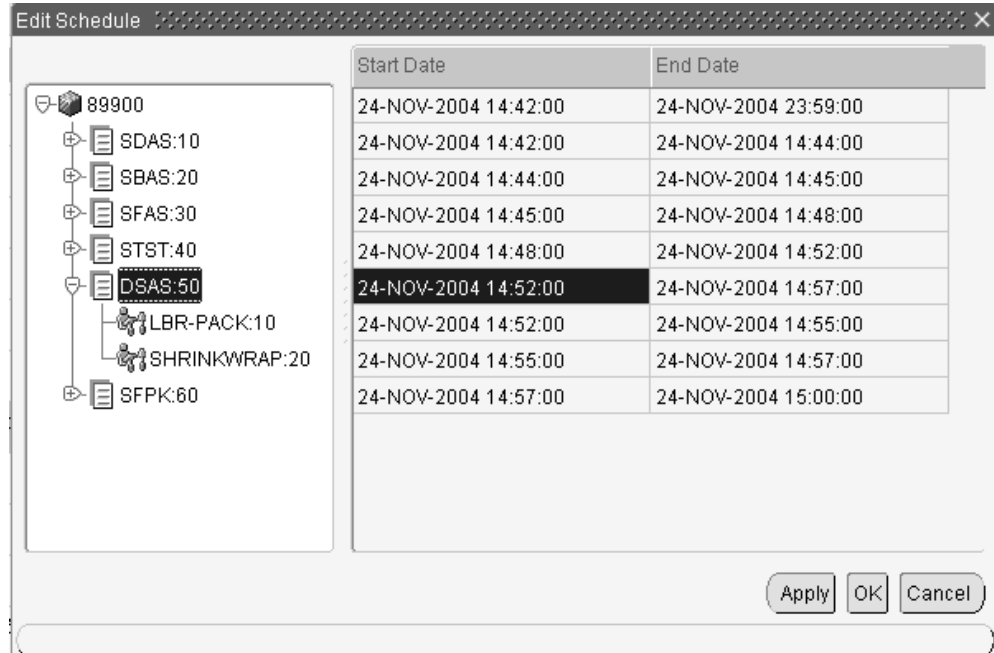 Edit Schedule
Start Date End Date
89900 24-NOV-2004 14:42:00 24-NOV-2004 23:59:00
SDAS:10 24-NOV-2004 14:42:00 24-NOV-2004 14:44:00
SBAS:20 24-NOV-2004 14:44:00 24-NOV-2004 14:45:00
SFAS:30 24-NOV-2004 14:45:00 24-NOV-2004 14:48:00
STST:40 24-NOV-2004 14:48:00 24-NOV-2004 14:52:00
DSAS:50 24-NOV-2004 14:52:00 24-NOV-2004 14:57:00
LBR-PACK:10 24-NOV-2004 14:52:00 24-NOV-2004 14:55:00
SHRINKWRAP:20 24-NOV-2004 14:55:00 24-NOV-2004 14:57:00
SFPK:60 24-NOV-2004 14:57:00 24-NOV-2004 15:00:00
Apply OK Cancel